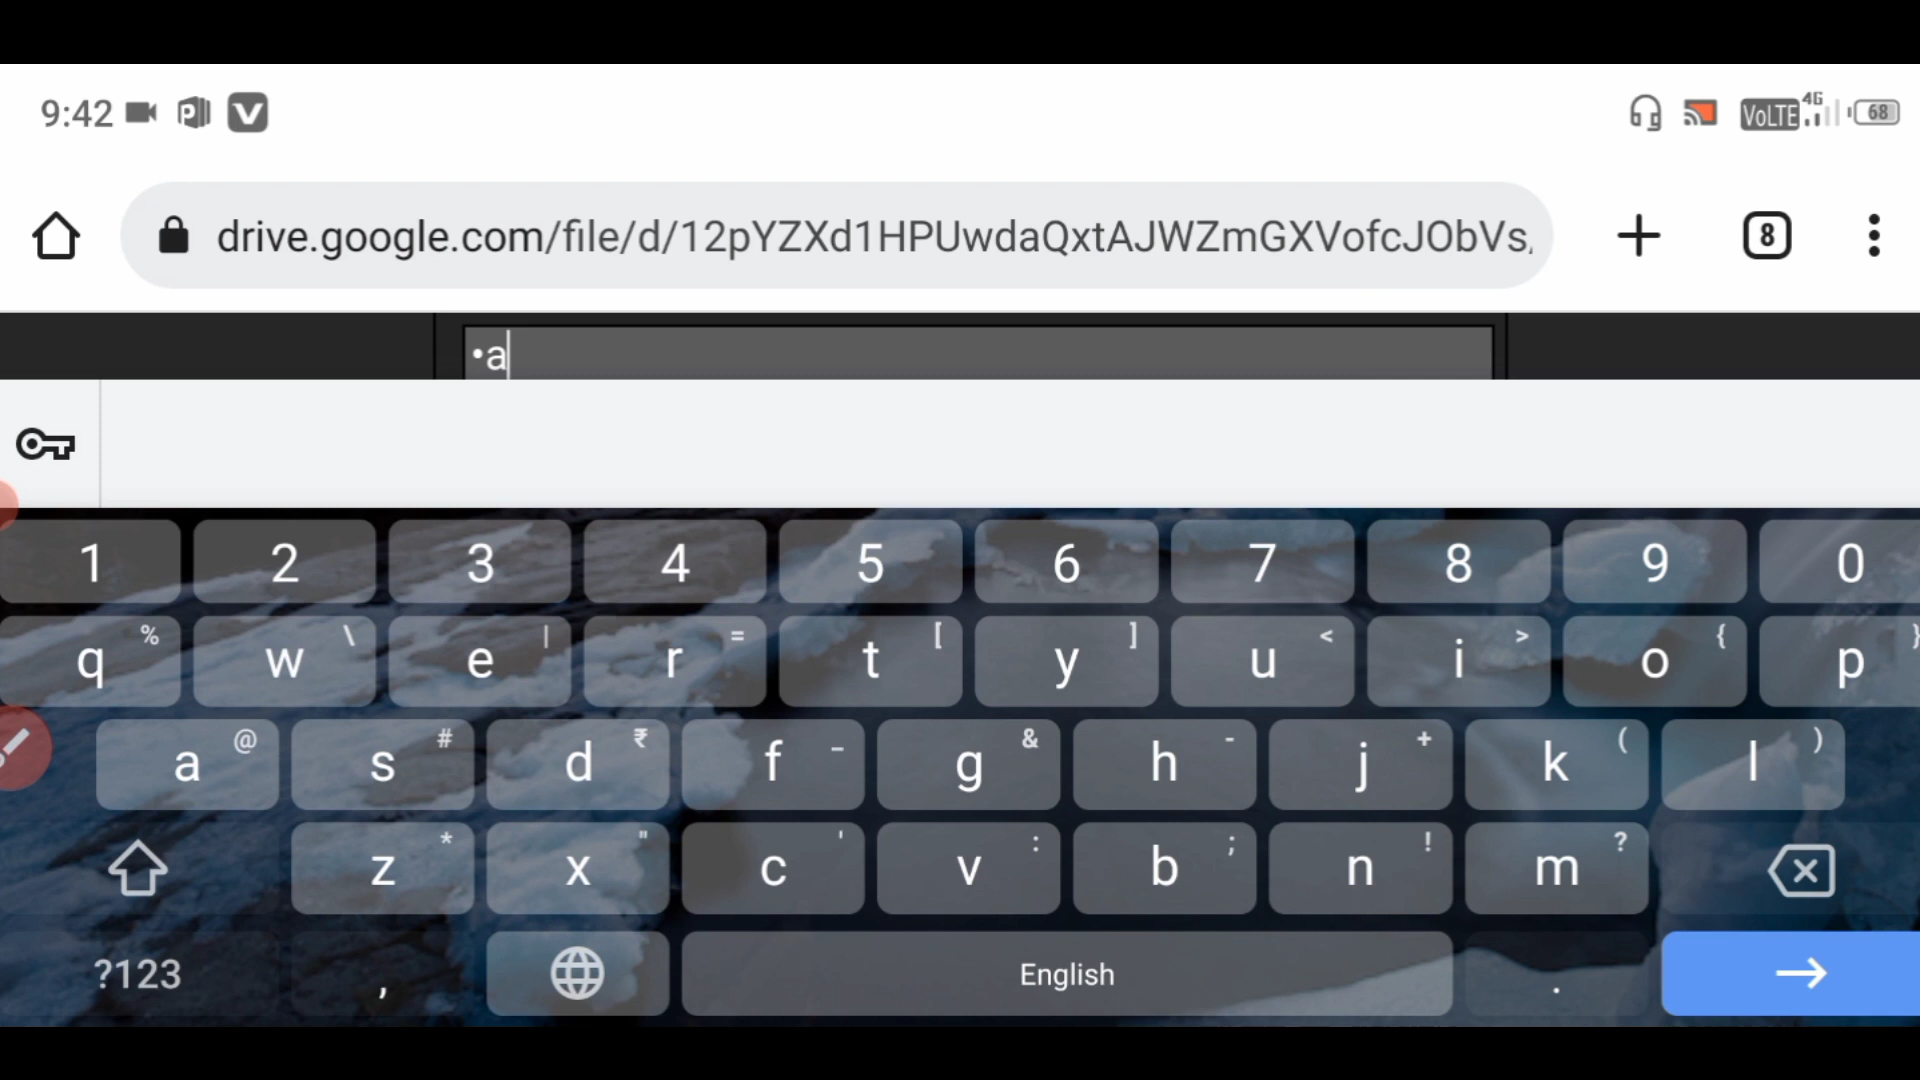 9:42 P V VoLTE 4G 68
drive.google.com/file/d/12pYZXd1HPUwdaQxtAJWZmGXVofcJObVs 8
•a
1 2 3 4 5 6 7 8 9 0
q % w \ e | r = t [ y ] u < i > o { p }
a @ s # d ₹ f _ g & h - j + k ( l )
z * x " c ' v : b ; n ! m ?
?123 , English .